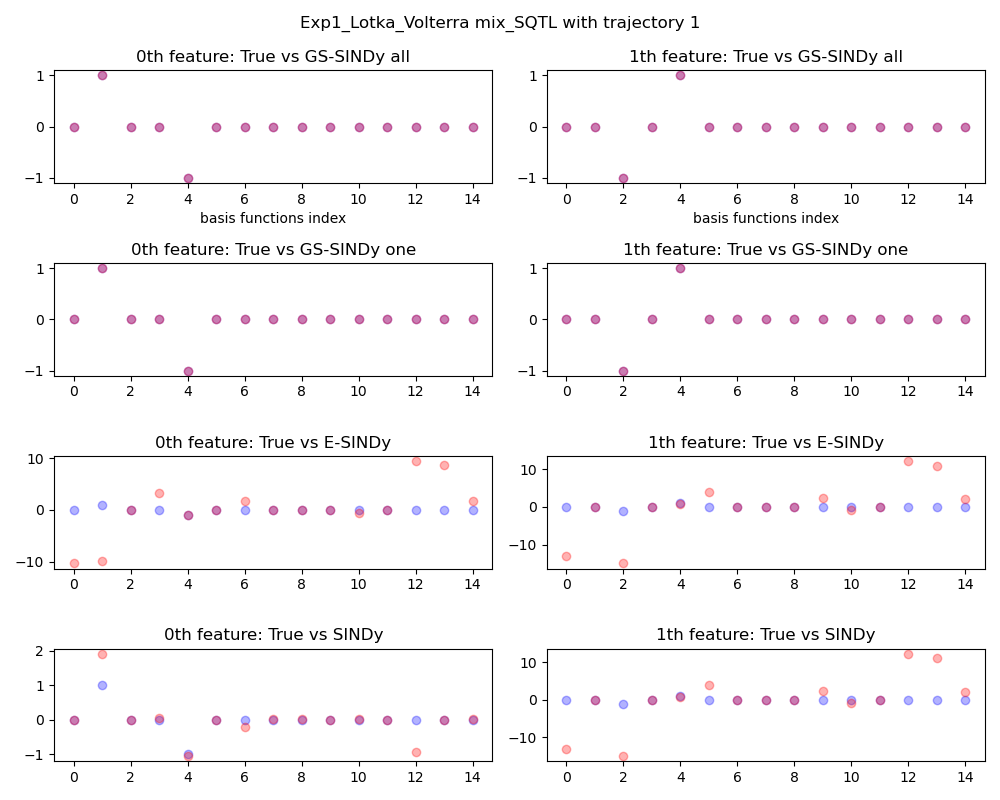 Exp1_Lotka_Volterra mix_SQTL with trajectory 1
0th feature: True vs GS-SINDy all
1th feature: True vs GS-SINDy all
1
0
−1
0 2 4 6 8 10 12 14
basis functions index
1
0
−1
0 2 4 6 8 10 12 14
basis functions index
0th feature: True vs GS-SINDy one
1th feature: True vs GS-SINDy one
1
0
−1
0 2 4 6 8 10 12 14
1
0
−1
0 2 4 6 8 10 12 14
0th feature: True vs E-SINDy
1th feature: True vs E-SINDy
10
0
−10
0 2 4 6 8 10 12 14
10
0
−10
0 2 4 6 8 10 12 14
0th feature: True vs SINDy
1th feature: True vs SINDy
2
1
0
−1
0 2 4 6 8 10 12 14
10
0
−10
0 2 4 6 8 10 12 14